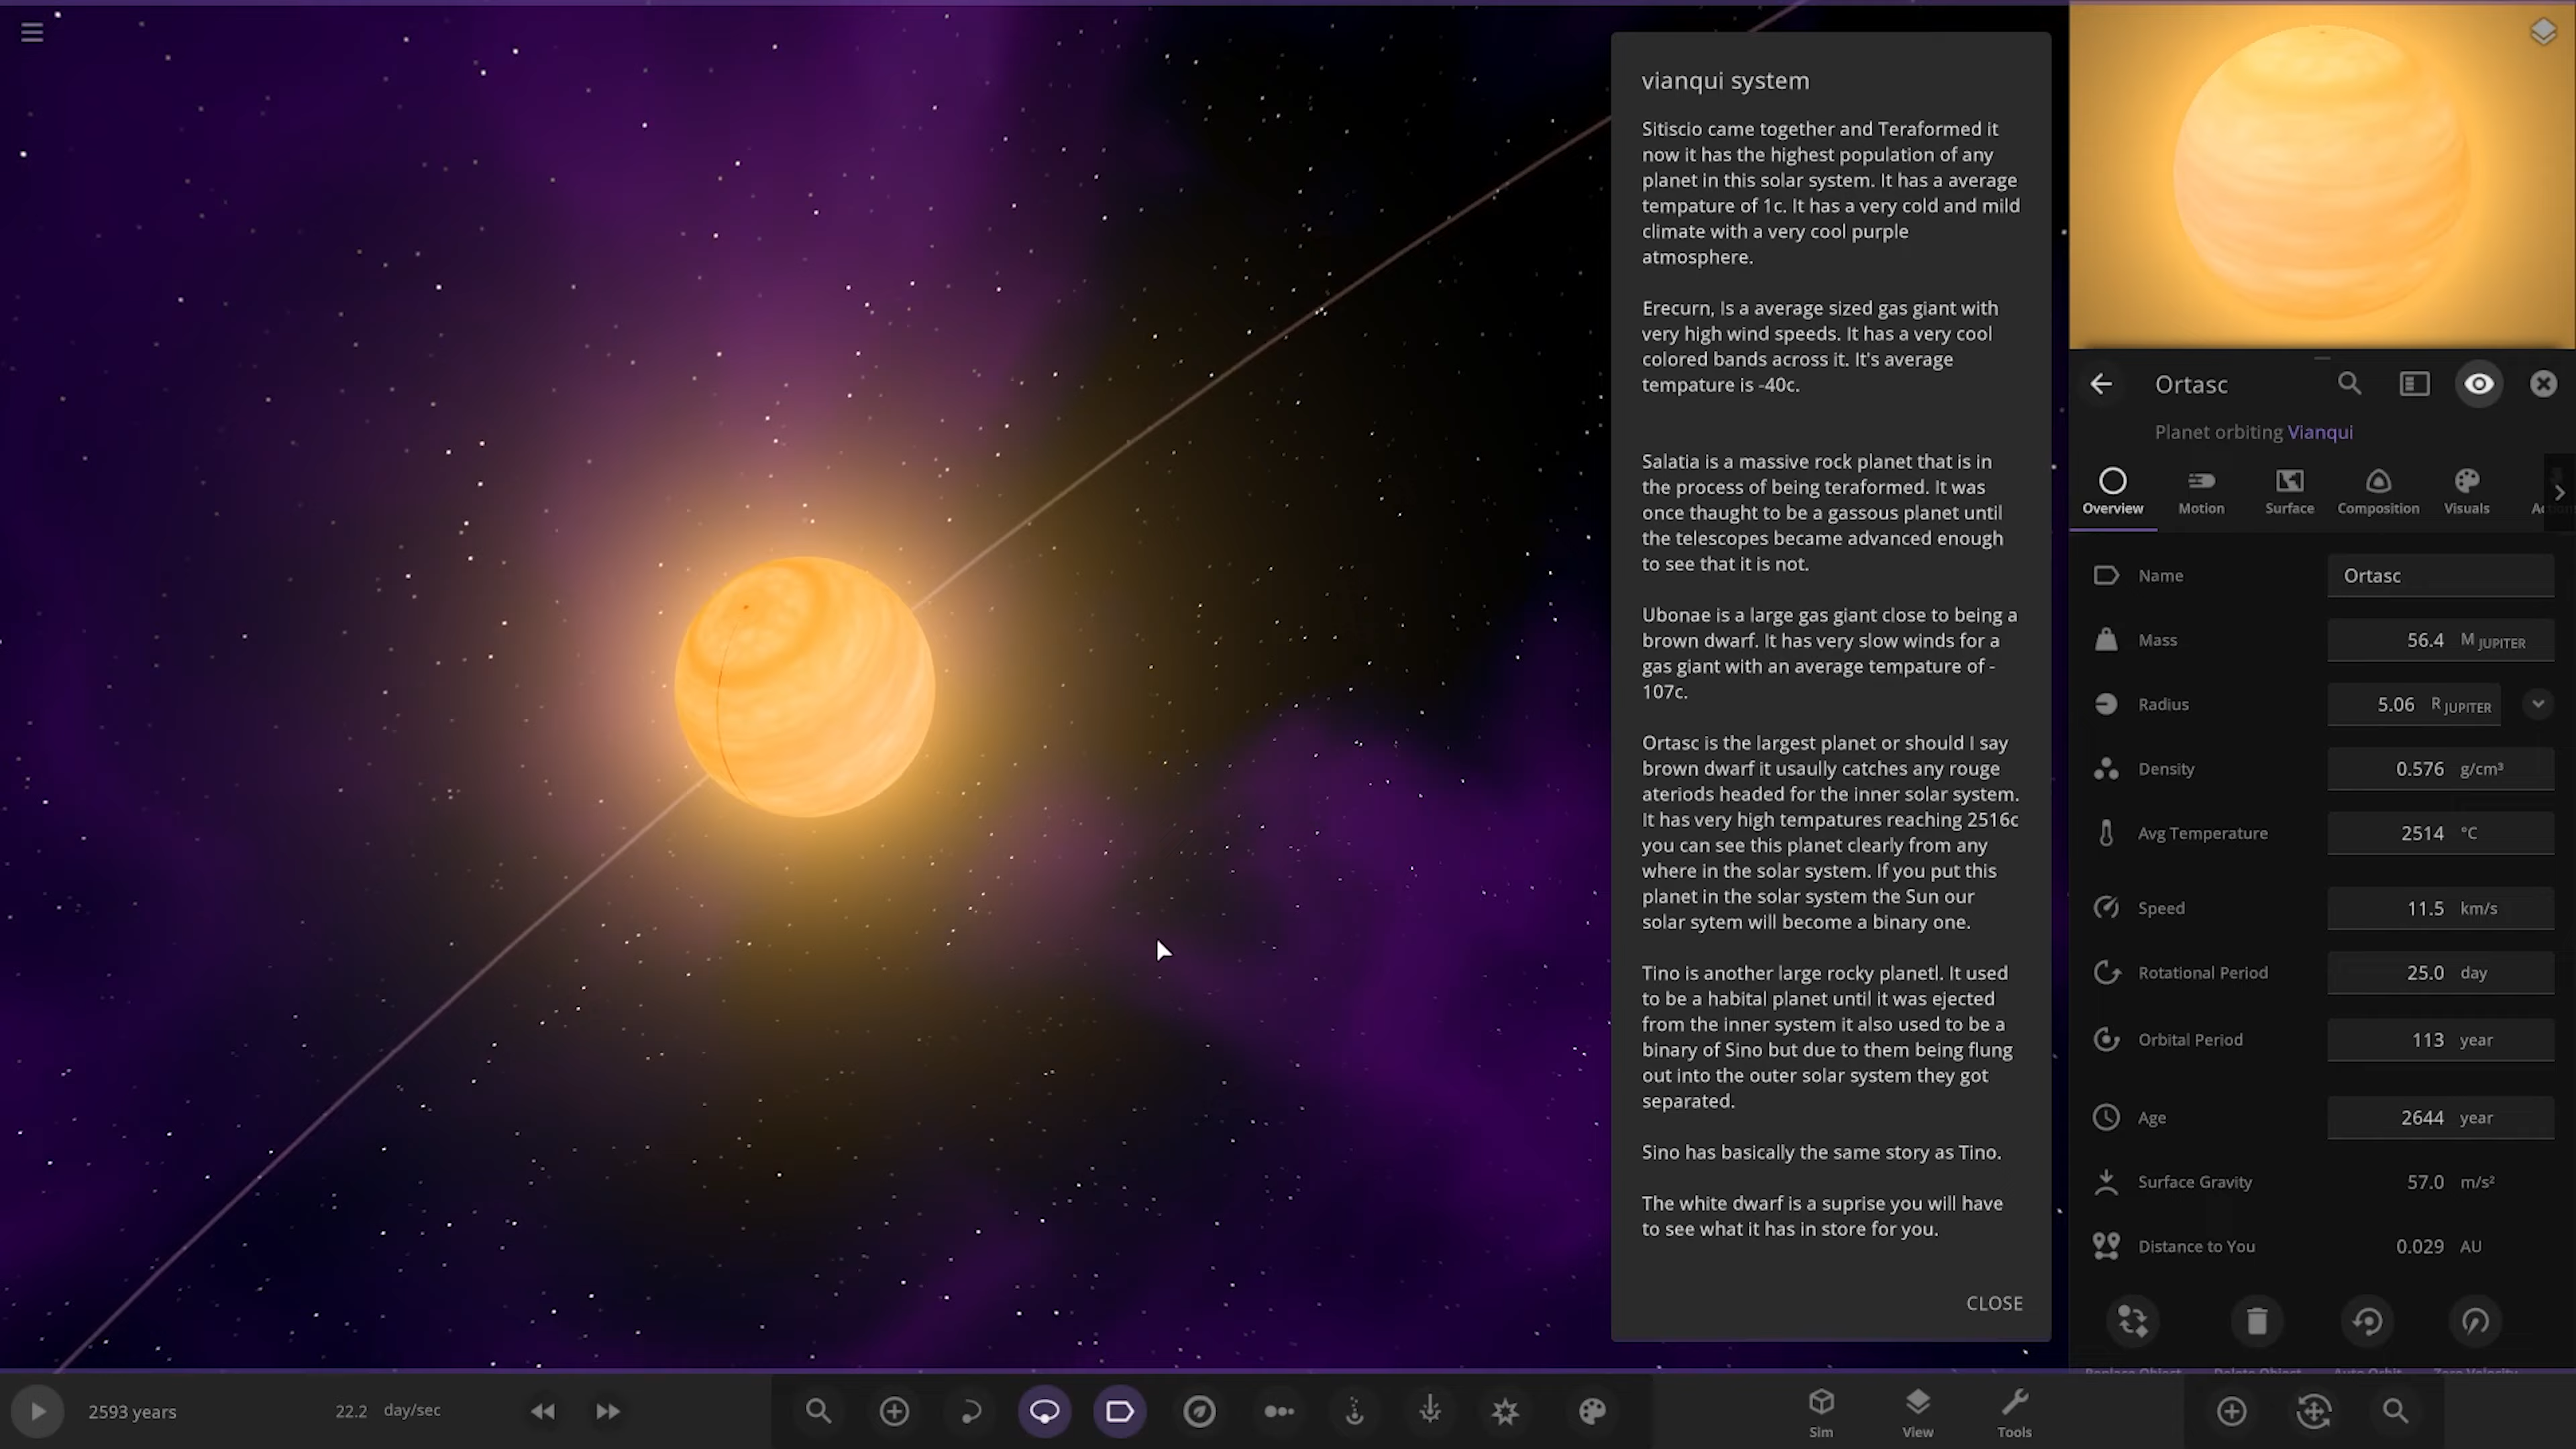 vianqui system
Sitiscio came together and Teraformed it
now it has the highest population of any
planet in this solar system. It has a average
tempature of 1c. It has a very cold and mild
climate with a very cool purple
atmosphere.
Erecurn, Is a average sized gas giant with
very high wind speeds. It has a very cool
colored bands across it. It's average
tempature is -40c.
Salatia is a massive rock planet that is in
the process of being teraformed. It was
once thaught to be a gassous planet until
the telescopes became advanced enough
to see that it is not.
Ubonae is a large gas giant close to being a
brown dwarf. It has very slow winds for a
gas giant with an average tempature of -
107c.
Ortasc is the largest planet or should I say
brown dwarf it usaully catches any rouge
ateriods headed for the inner solar system.
It has very high tempatures reaching 2516c
you can see this planet clearly from any
where in the solar system. If you put this
planet in the solar system the Sun our
solar sytem will become a binary one.
Tino is another large rocky planetl. It used
to be a habital planet until it was ejected
from the inner system it also used to be a
binary of Sino but due to them being flung
out into the outer solar system they got
separated.
Sino has basically the same story as Tino.
The white dwarf is a suprise you will have
to see what it has in store for you.
CLOSE
Ortasc
Planet orbiting Vianqui
Overview Motion Surface Composition Visuals
Name Ortasc
Mass 56.4 M JUPITER
Radius 5.06 R JUPITER
Density 0.576 g/cm³
Avg Temperature 2514 °C
Speed 11.5 km/s
Rotational Period 25.0 day
Orbital Period 113 year
Age 2644 year
Surface Gravity 57.0 m/s²
Distance to You 0.029 AU
2593 years 22.2 day/sec Sim View Tools